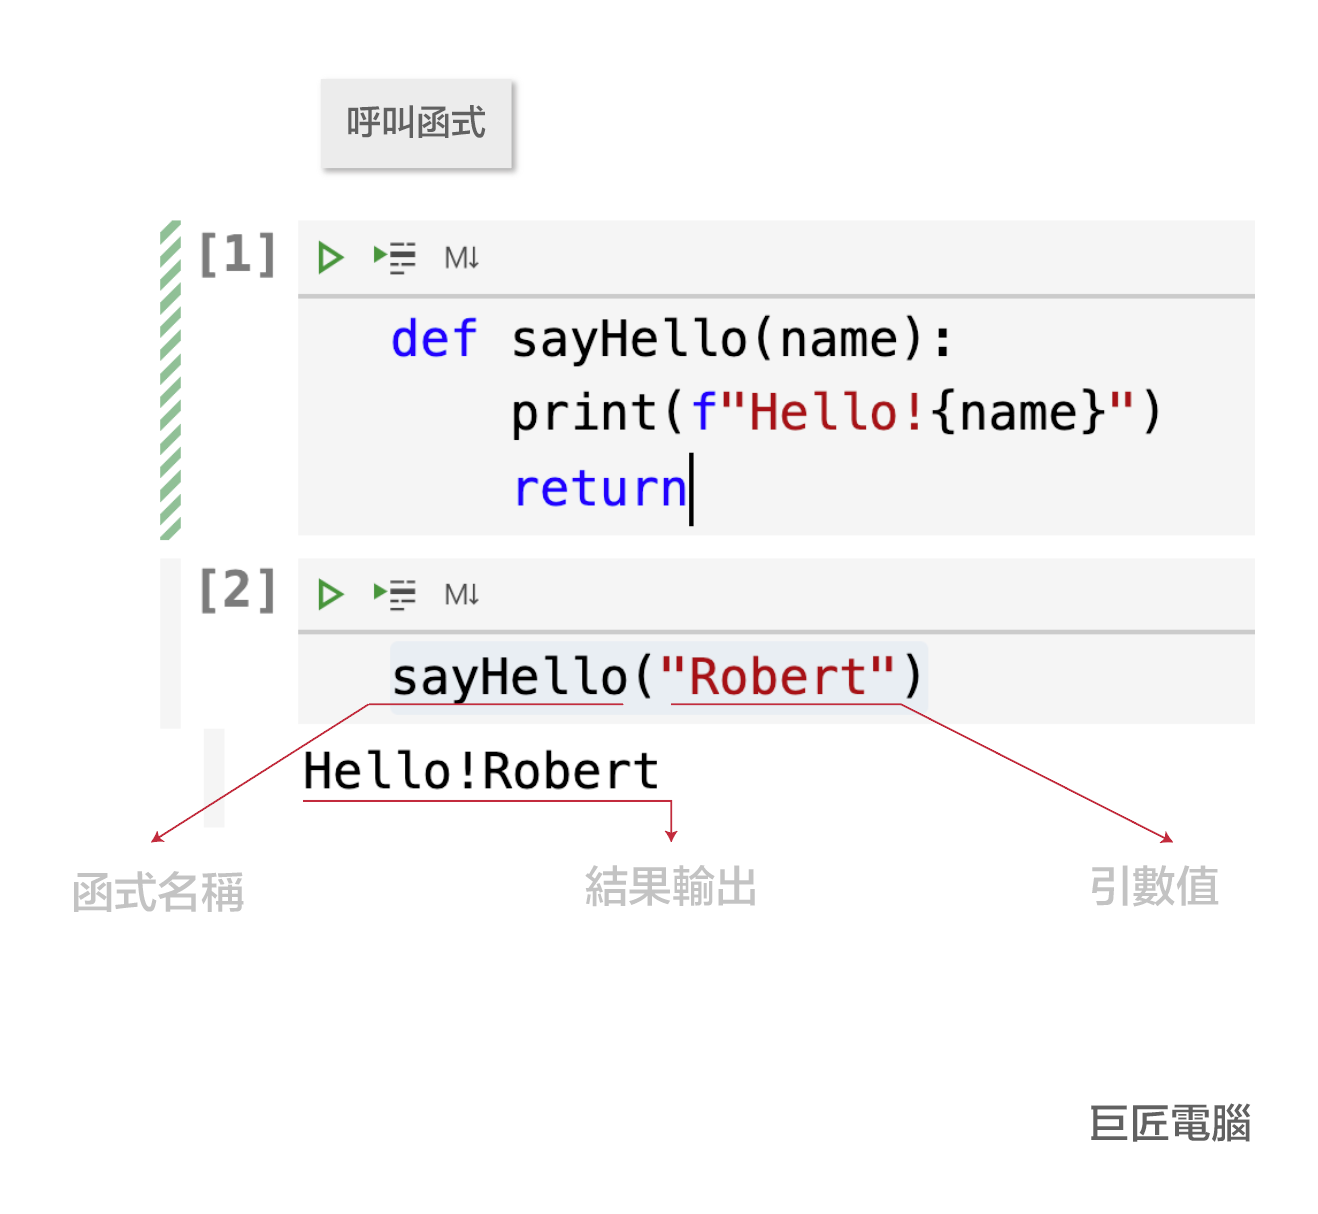 呼叫函式
[1]
M↓
def sayHello(name):
    print(f"Hello!{name}")
    return
[2]
M↓
sayHello("Robert")
Hello!Robert
函式名稱 結果輸出 引數值
巨匠電腦